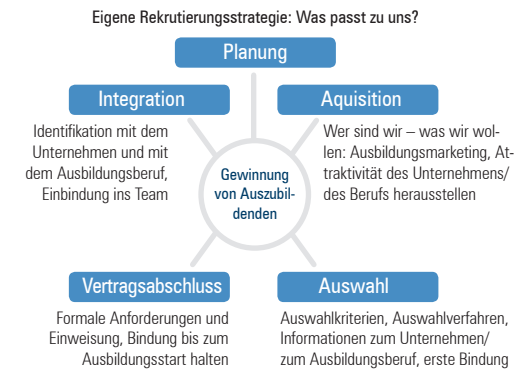 Eigene Rekrutierungsstrategie: Was passt zu uns?
Planung
Integration
Identifikation mit dem
Unternehmen und mit
dem Ausbildungsberuf,
Einbindung ins Team
Aquisition
Wer sind wir – was wir wol-
len: Ausbildungsmarketing, At-
traktivität des Unternehmens/
des Berufs herausstellen
Gewinnung
von Auszubil-
denden
Vertragsabschluss
Formale Anforderungen und
Einweisung, Bindung bis zum
Ausbildungsstart halten
Auswahl
Auswahlkriterien, Auswahlverfahren,
Informationen zum Unternehmen/
zum Ausbildungsberuf, erste Bindung